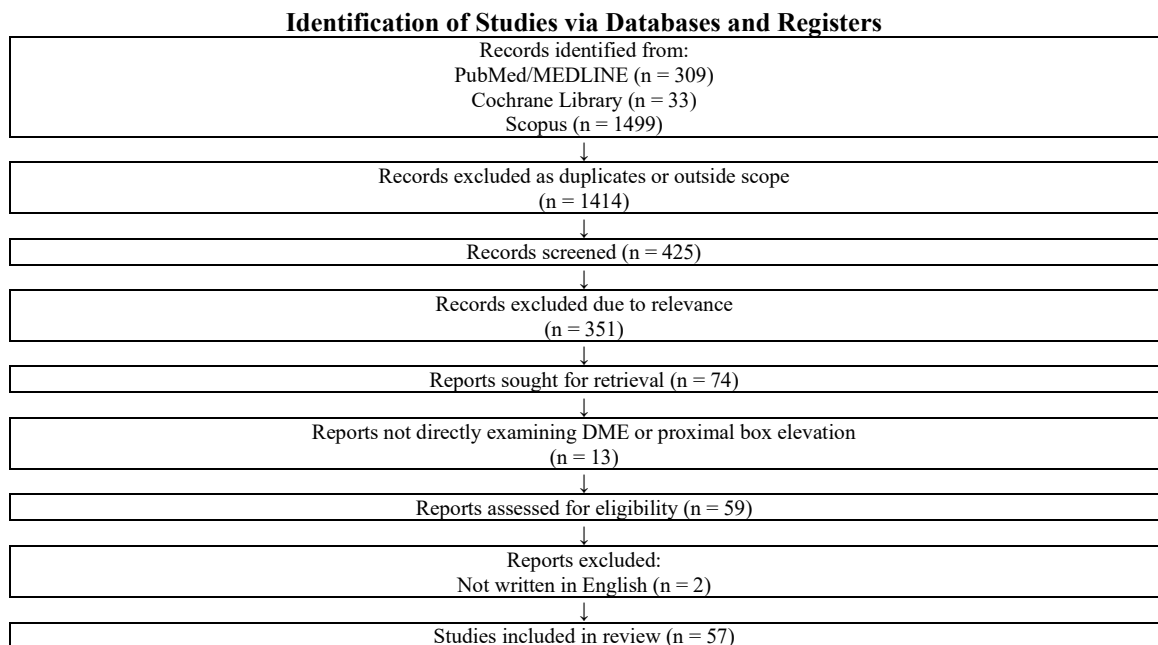 Identification of Studies via Databases and Registers
Records identified from:
PubMed/MEDLINE (n = 309)
Cochrane Library (n = 33)
Scopus (n = 1499)
↓
Records excluded as duplicates or outside scope
(n = 1414)
↓
Records screened (n = 425)
↓
Records excluded due to relevance
(n = 351)
↓
Reports sought for retrieval (n = 74)
↓
Reports not directly examining DME or proximal box elevation
(n = 13)
↓
Reports assessed for eligibility (n = 59)
↓
Reports excluded:
Not written in English (n = 2)
↓
Studies included in review (n = 57)